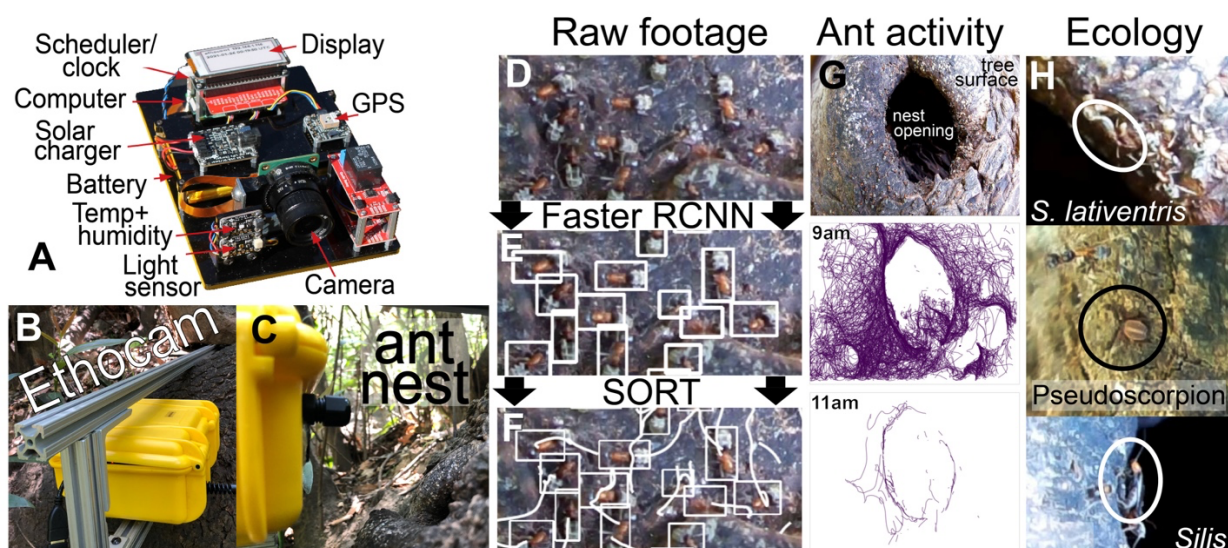 Scheduler/
clock
Display
Computer
GPS
Solar
charger
Battery
Temp+
humidity
A
Light
sensor
Camera
B
Ethocam
C
ant
nest
Raw footage
D
Faster RCNN
E
SORT
F
Ant activity
G
tree
surface
nest
opening
9am
11am
Ecology
H
S. lativentris
Pseudoscorpion
Silis